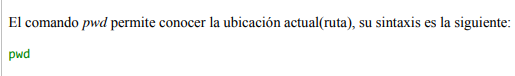 El comando pwd permite conocer la ubicación actual(ruta), su sintaxis es la siguiente:
pwd